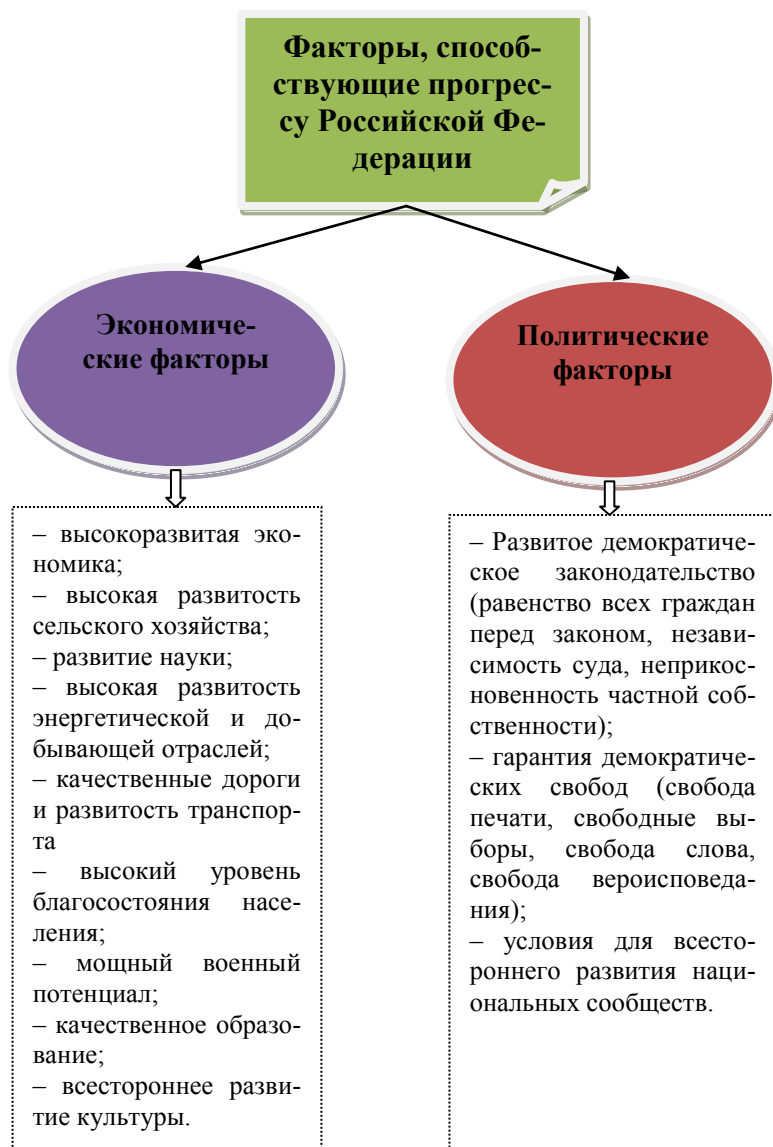 Факторы, способ-
ствующие прогрес-
су Российской Фе-
дерации
Экономиче-
ские факторы
– высокоразвитая эко-
номика;
– высокая развитость
сельского хозяйства;
– развитие науки;
– высокая развитость
энергетической и до-
бывающей отраслей;
– качественные дороги
и развитость транспор-
та
– высокий уровень
благосостояния насе-
ления;
– мощный военный
потенциал;
– качественное образо-
вание;
– всестороннее разви-
тие культуры.
Политические
факторы
– Развитое демократиче-
ское законодательство
(равенство всех граждан
перед законом, незави-
симость суда, неприкос-
новенность частной соб-
ственности);
– гарантия демократиче-
ских свобод (свобода
печати, свободные вы-
боры, свобода слова,
свобода вероисповеда-
ния);
– условия для всесто-
роннего развития наци-
ональных сообществ.